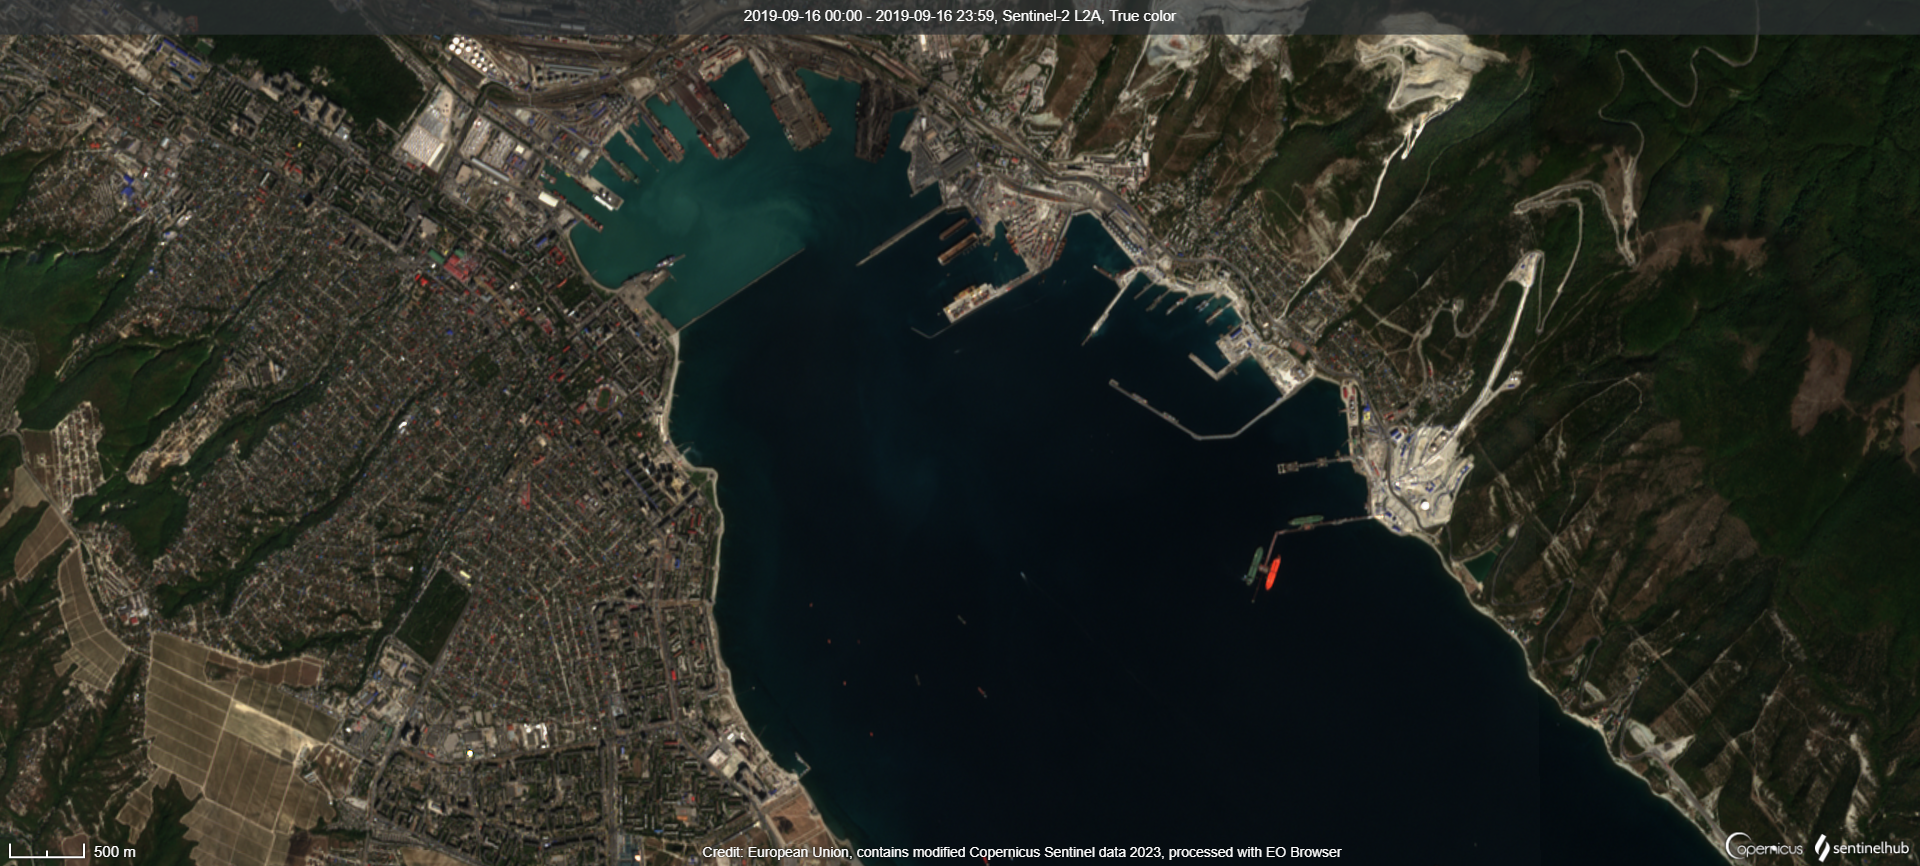 2019-09-16 00:00 - 2019-09-16 23:59, Sentinel-2 L2A, True color
500 m
Credit: European Union, contains modified Copernicus Sentinel data 2023, processed with EO Browser
Copernicus
sentinelhub